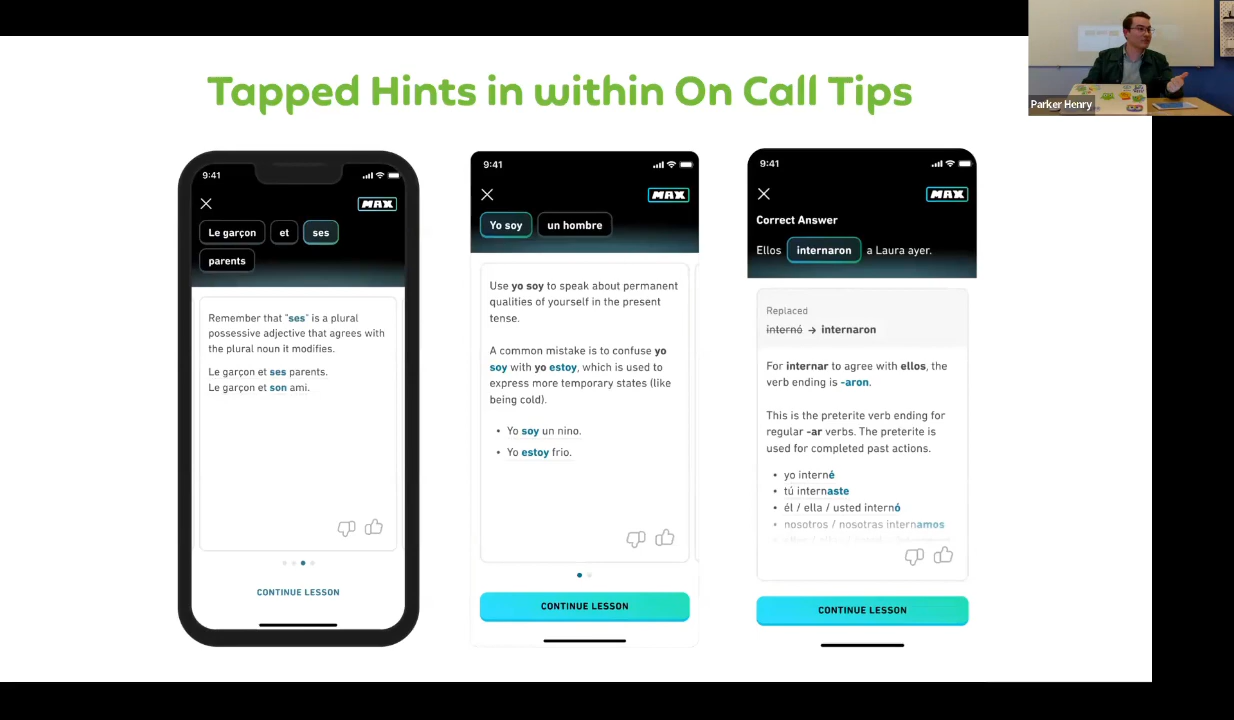 Tapped Hints in within On Call Tips
Parker Henry
9:41
MAX
Le garçon et ses
parents
Remember that "ses" is a plural
possessive adjective that agrees with
the plural noun it modifies.
Le garçon et ses parents.
Le garçon et son ami.
CONTINUE LESSON
9:41
MAX
Yo soy un hombre
Use yo soy to speak about permanent
qualities of yourself in the present
tense.
A common mistake is to confuse yo
soy with yo estoy, which is used to
express more temporary states (like
being cold).
• Yo soy un nino.
• Yo estoy frio.
CONTINUE LESSON
9:41
MAX
Correct Answer
Ellos internaron a Laura ayer.
Replaced
internó → internaron
For internar to agree with ellos, the
verb ending is -aron.
This is the preterite verb ending for
regular -ar verbs. The preterite is
used for completed past actions.
• yo interné
• tú internaste
• él / ella / usted internó
• nosotros / nosotras internamos
CONTINUE LESSON